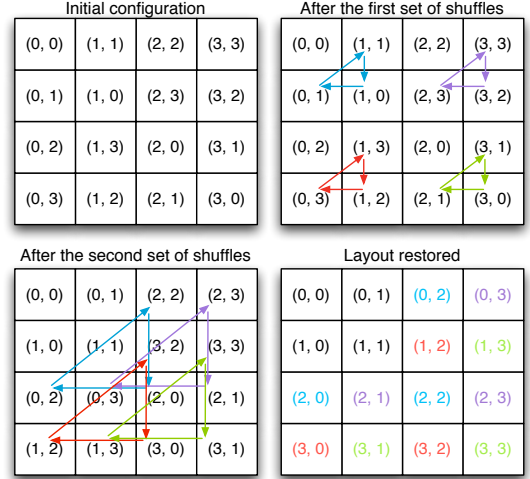 Initial configuration
(0, 0) (1, 1) (2, 2) (3, 3)
(0, 1) (1, 0) (2, 3) (3, 2)
(0, 2) (1, 3) (2, 0) (3, 1)
(0, 3) (1, 2) (2, 1) (3, 0)
After the first set of shuffles
(0, 0) (1, 1) (2, 2) (3, 3)
(0, 1) (1, 0) (2, 3) (3, 2)
(0, 2) (1, 3) (2, 0) (3, 1)
(0, 3) (1, 2) (2, 1) (3, 0)
After the second set of shuffles
(0, 0) (0, 1) (2, 2) (2, 3)
(1, 0) (1, 1) (3, 2) (3, 3)
(0, 2) (0, 3) (2, 0) (2, 1)
(1, 2) (1, 3) (3, 0) (3, 1)
Layout restored
(0, 0) (0, 1) (0, 2) (0, 3)
(1, 0) (1, 1) (1, 2) (1, 3)
(2, 0) (2, 1) (2, 2) (2, 3)
(3, 0) (3, 1) (3, 2) (3, 3)